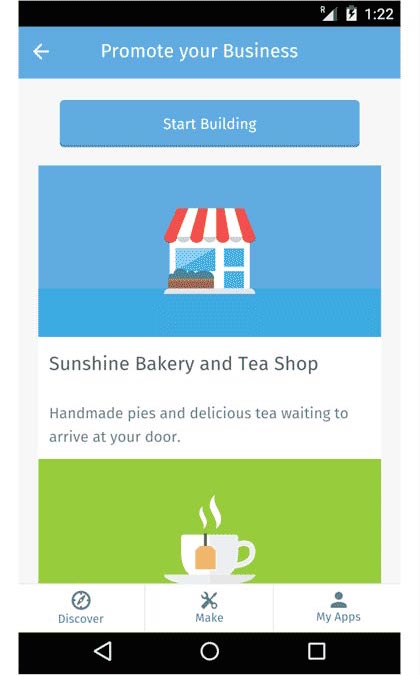 R 1:22
Promote your Business
Start Building
Sunshine Bakery and Tea Shop
Handmade pies and delicious tea waiting to
arrive at your door.
Discover Make My Apps